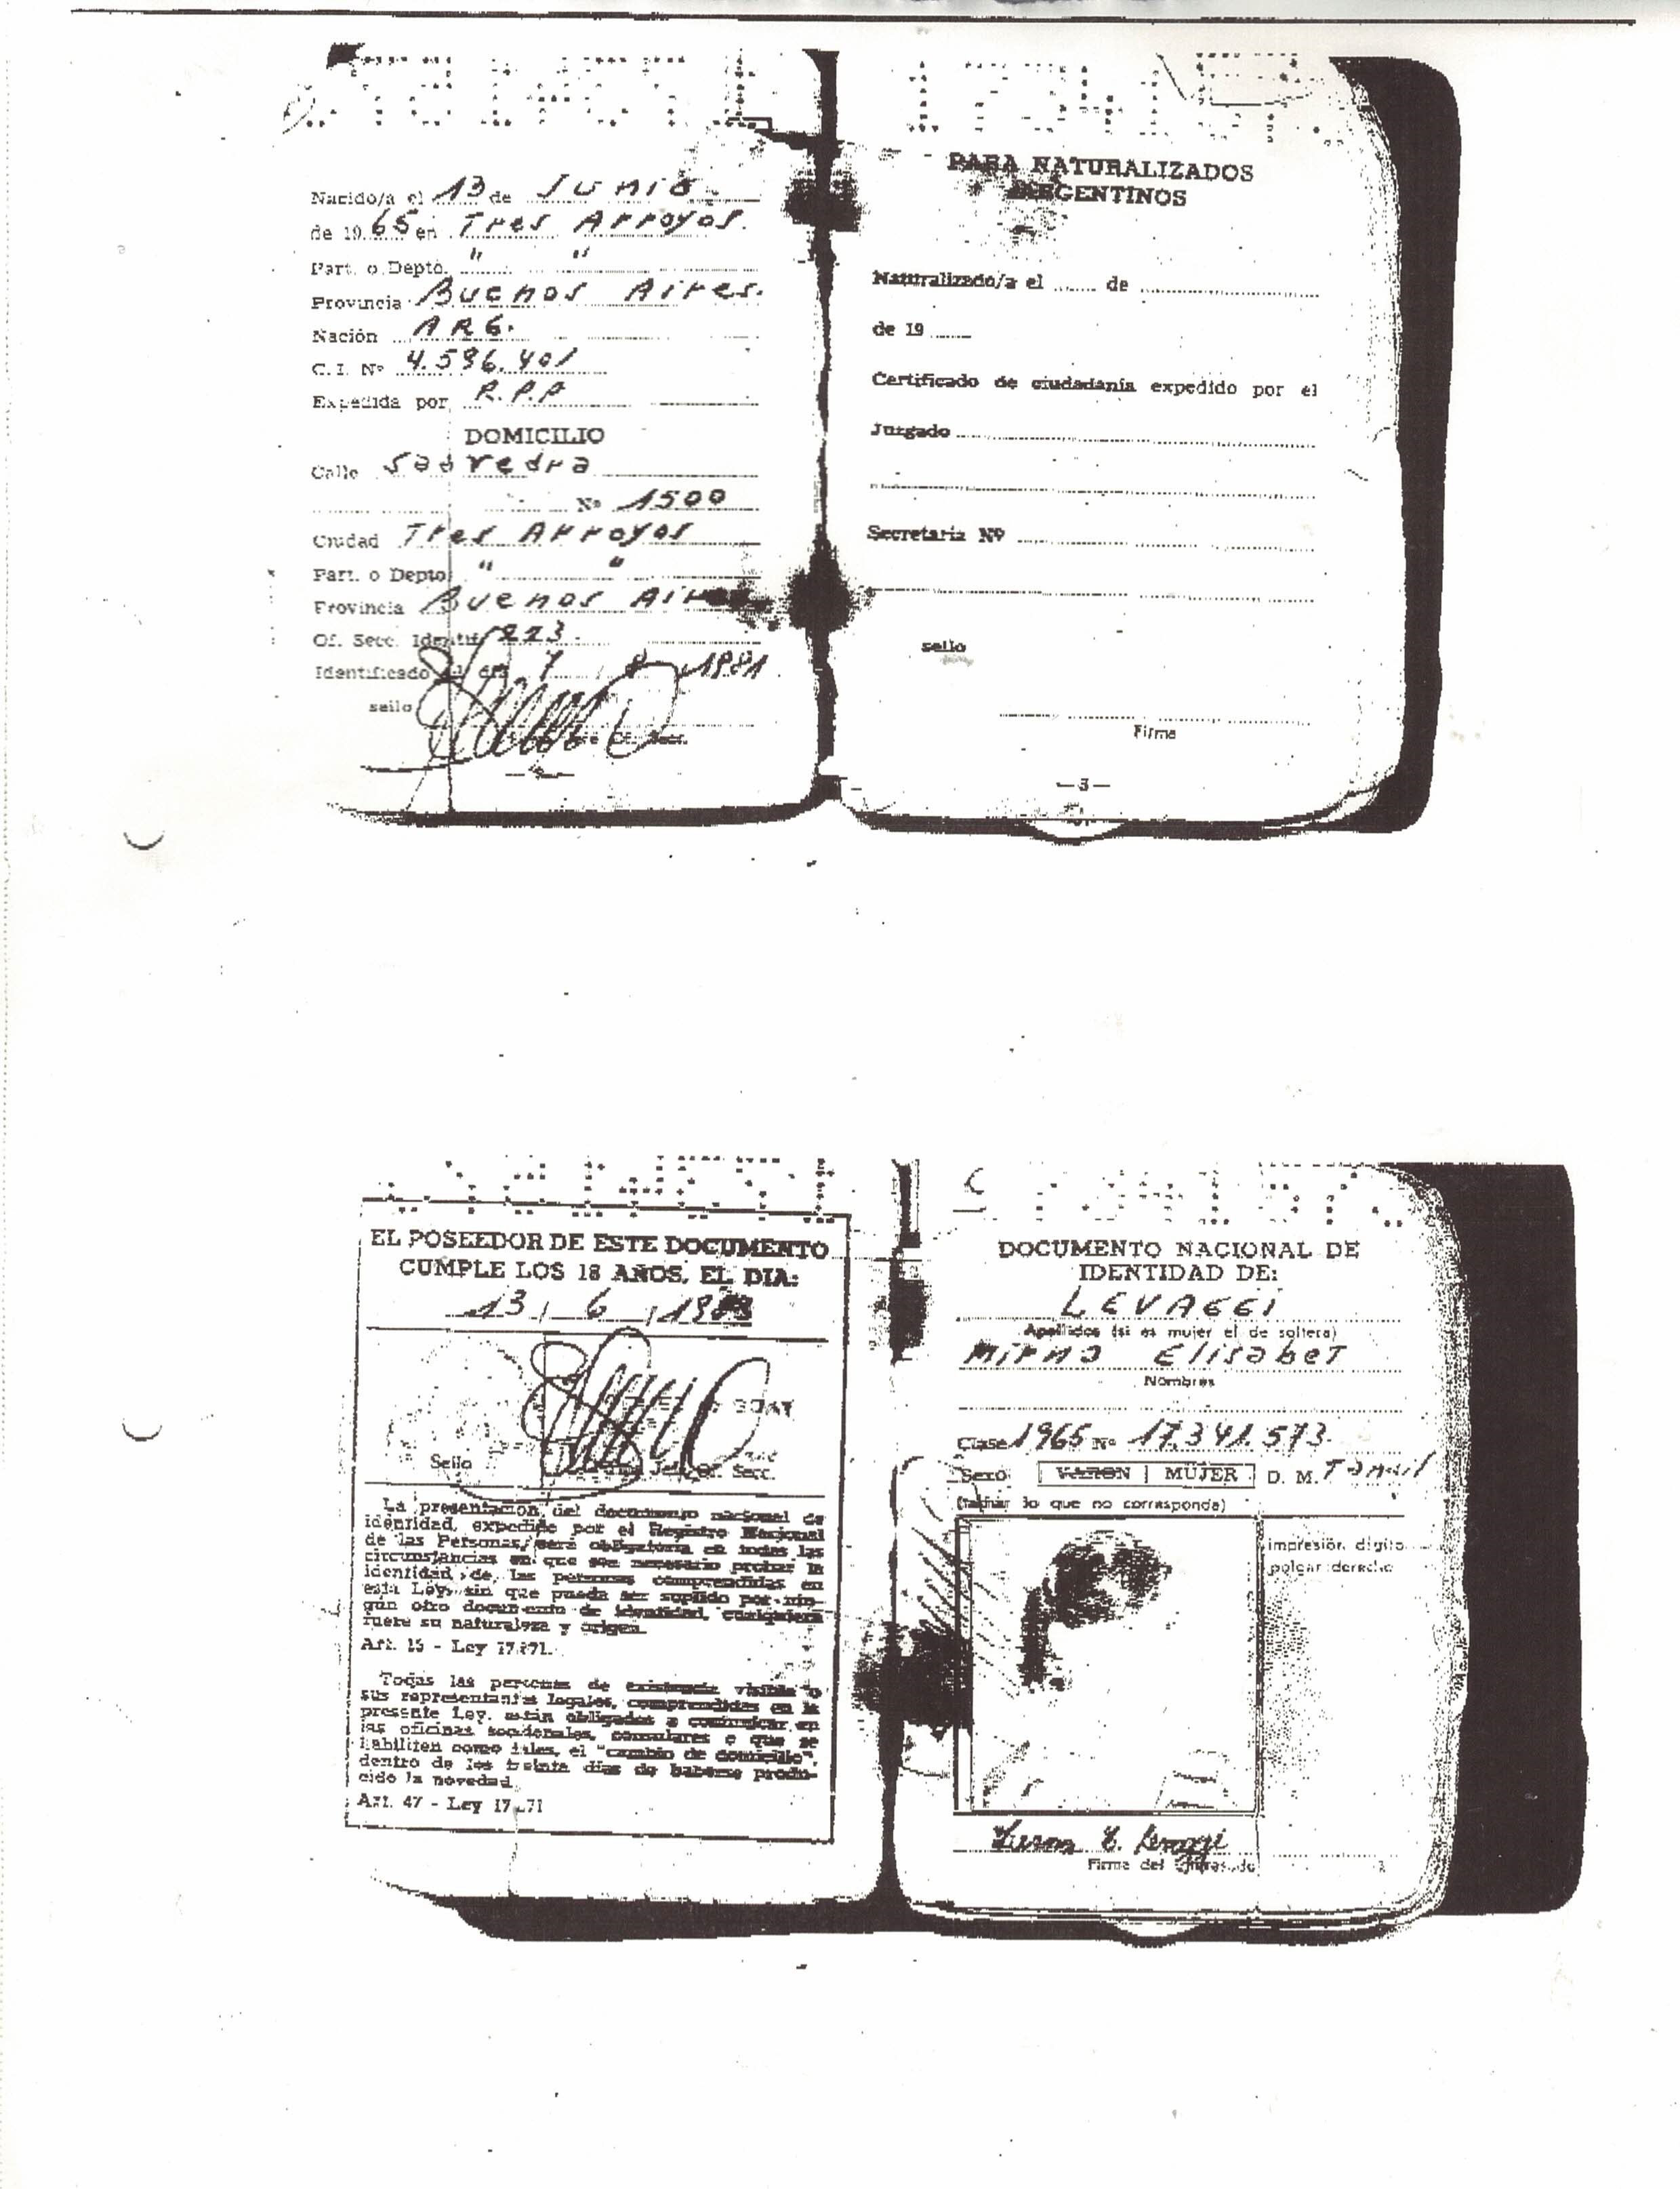 Nacido/a el 13 de Junio
de 1965 en Tres Arroyos.
Part. o Depto. " "
Provincia Buenos Aires.
Nación ARG.
C. I. Nº 4.596.401
Expedida por R.P.P
DOMICILIO
Calle Saavedra
Nº 1500
Ciudad Tres Arroyos
Part. o Depto. " "
Provincia Buenos Aires
Of. Secc. Identif. 223.
Identificado el día 7 8 1981.
sello
Of. Secc.
PARA NATURALIZADOS
ARGENTINOS
Naturalizado/a el ...... de
de 19 ......
Certificado de ciudadanía expedido por el
Juzgado
Secretaría Nº
sello
Firma
—3—
EL POSEEDOR DE ESTE DOCUMENTO
CUMPLE LOS 18 AÑOS, EL DIA:
13 / 6 / 1983
Sello
Jefe Of. Secc.
La presentación del documento nacional de
identidad, expedido por el Registro Nacional
de las Personas, será obligatoria en todas las
circunstancias en que sea necesario probar la
identidad de las personas comprendidas en
esta Ley, sin que pueda ser suplido por nin-
gún otro documento de identidad, cualquiera
fuere su naturaleza y origen.
Art. 13 - Ley 17.671.
Todas las personas de existencia visible o
sus representantes legales, comprendidas en la
presente Ley, están obligadas a comunicar en
las oficinas seccionales, consulares o que se
habiliten como tales, el "cambio de domicilio",
dentro de los treinta días de haberse produ-
cido la novedad.
Art. 47 - Ley 17.671
DOCUMENTO NACIONAL DE
IDENTIDAD DE:
LEVAGGI
Apellidos (si es mujer el de soltera)
Mirna Elisabet
Nombres
Clase 1965 Nº 17.341.573.
Sexo VARON | MUJER D. M. Tandil
(tachar lo que no corresponda)
impresión dígito
pulgar derecho
Mirna E. Levaggi
Firma del Interesado